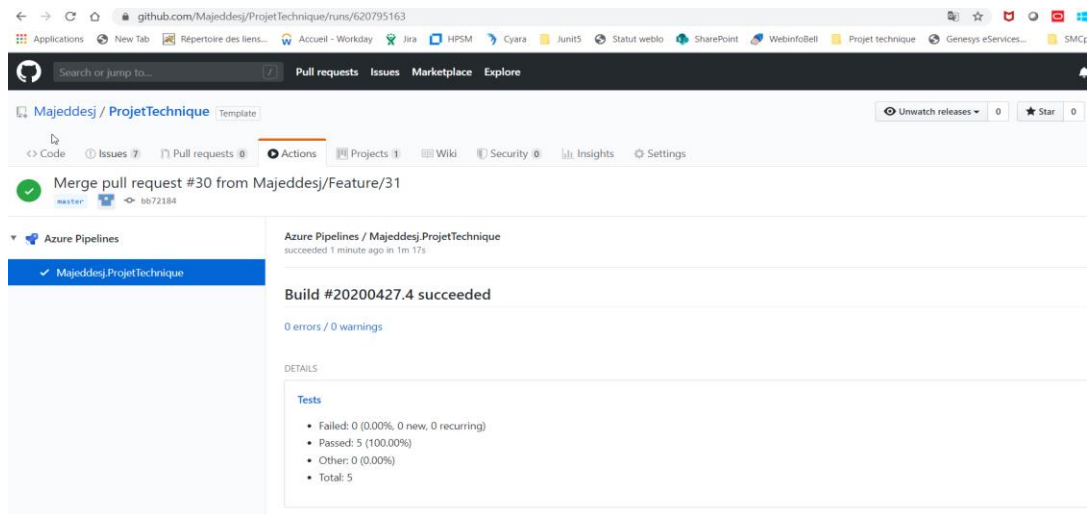 github.com/Majeddesj/ProjetTechnique/runs/620795163
Applications New Tab Répertoire des liens... Accueil - Workday Jira HPSM Cyara Junit5 Statut weblo SharePoint WebinfoBell Projet technique Genesys eServices... SMCp
Search or jump to... / Pull requests Issues Marketplace Explore
Majeddesj / ProjetTechnique Template Unwatch releases 0 Star 0
<> Code Issues 7 Pull requests 0 Actions Projects 1 Wiki Security 0 Insights Settings
Merge pull request #30 from Majeddesj/Feature/31
master bb72184
Azure Pipelines
Majeddesj.ProjetTechnique
Azure Pipelines / Majeddesj.ProjetTechnique
succeeded 1 minute ago in 1m 17s
Build #20200427.4 succeeded
0 errors / 0 warnings
DETAILS
Tests
• Failed: 0 (0.00%, 0 new, 0 recurring)
• Passed: 5 (100.00%)
• Other: 0 (0.00%)
• Total: 5